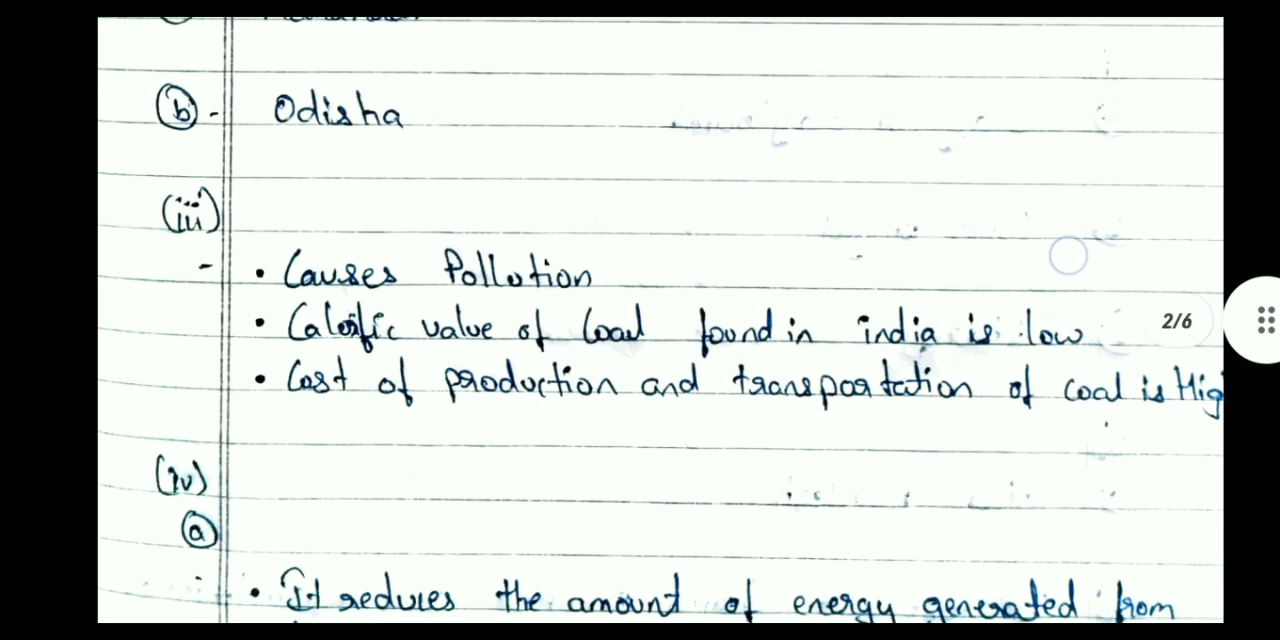 (b) - Odisha
(iii)
- • Causes Pollution
• Calorific value of Coal found in india is low
2/6
• Cost of production and transportation of coal is Hig
(iv)
(a)
- • It reduces the amount of energy generated from